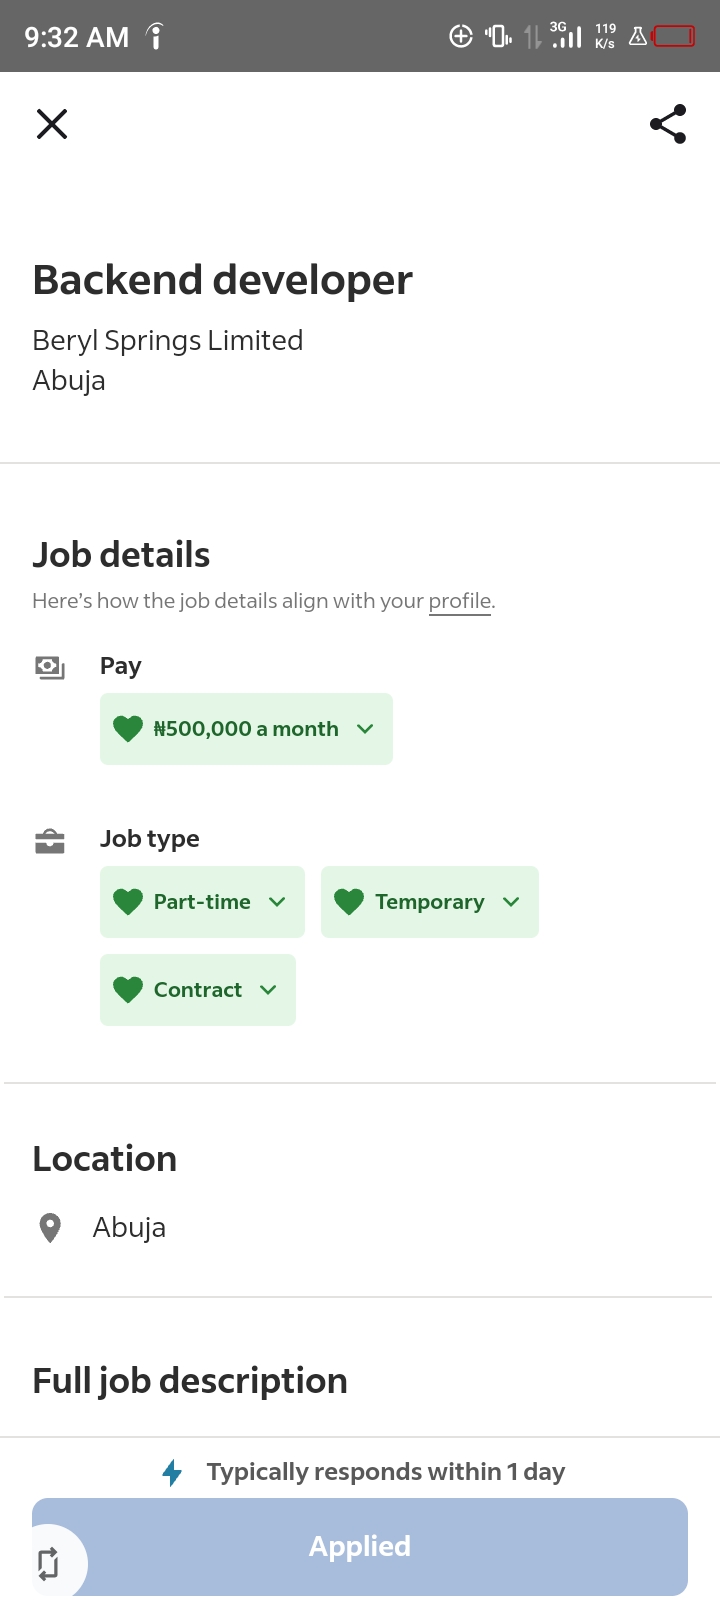 9:32 AM
3G
119
K/s
Backend developer
Beryl Springs Limited
Abuja
Job details
Here's how the job details align with your profile.
Pay
₦500,000 a month
Job type
Part-time
Temporary
Contract
Location
Abuja
Full job description
Typically responds within 1 day
Applied